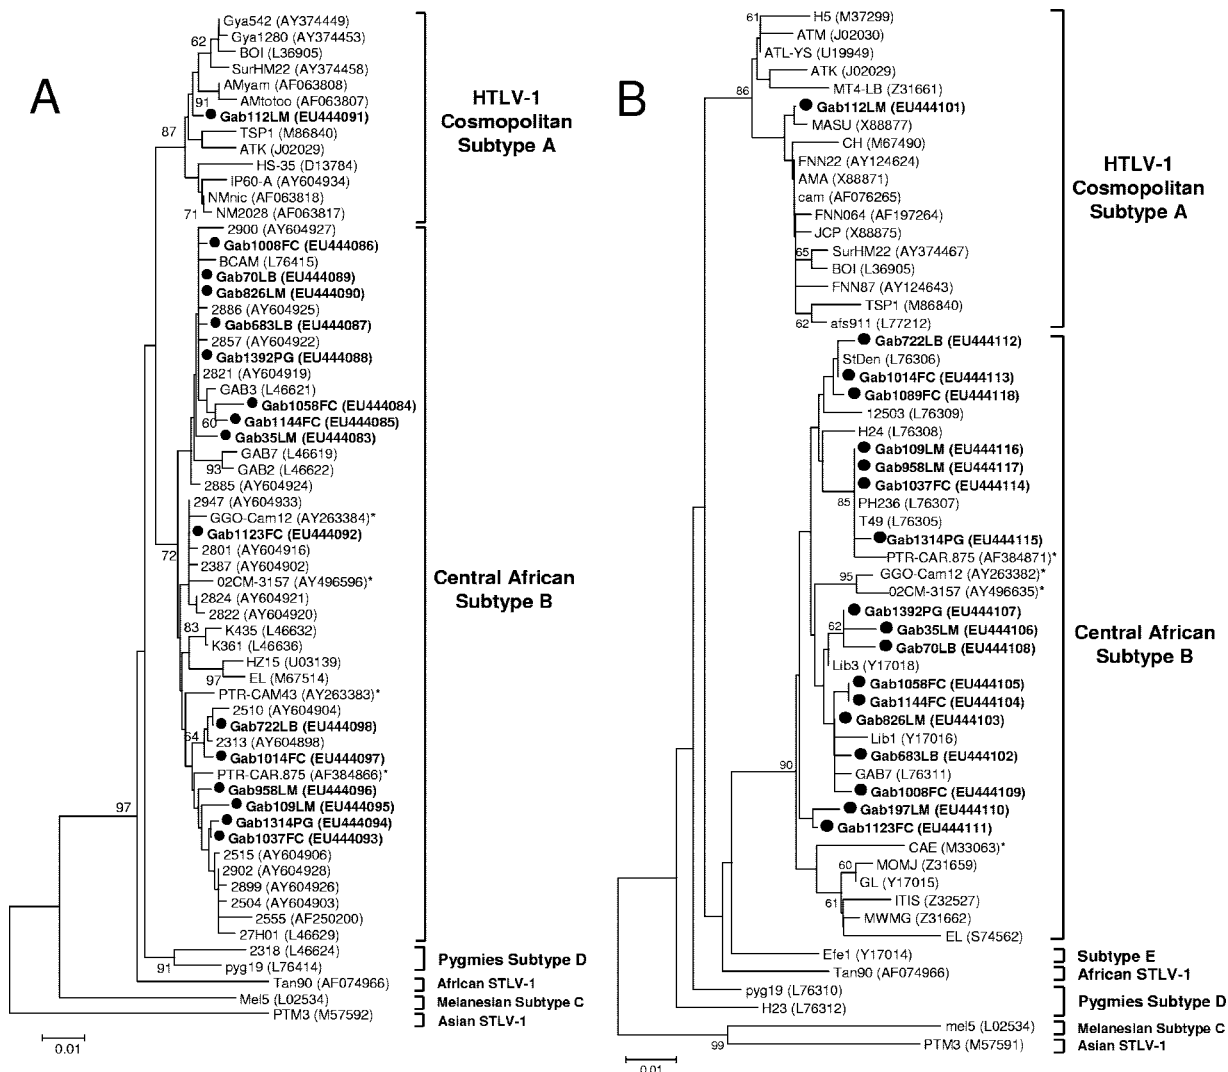 A
Gya542 (AY374449)
Gya1280 (AY374453)
62
BOI (L36905)
SurHM22 (AY374458)
AMyam (AF063808)
91
AMtotoo (AF063807)
Gab112LM (EU444091)
87
TSP1 (M86840)
ATK (J02029)
HS-35 (D13784)
IP60-A (AY604934)
NMnic (AF063818)
71
NM2028 (AF063817)
HTLV-1
Cosmopolitan
Subtype A
2900 (AY604927)
Gab1008FC (EU444086)
BCAM (L76415)
Gab70LB (EU444089)
Gab826LM (EU444090)
2886 (AY604925)
Gab683LB (EU444087)
2857 (AY604922)
Gab1392PG (EU444088)
2821 (AY604919)
GAB3 (L46621)
Gab1058FC (EU444084)
60
Gab1144FC (EU444085)
Gab35LM (EU444083)
GAB7 (L46619)
93
GAB2 (L46622)
2885 (AY604924)
2947 (AY604933)
GGO-Cam12 (AY263384)*
Gab1123FC (EU444092)
72
2801 (AY604916)
2387 (AY604902)
02CM-3157 (AY496596)*
2824 (AY604921)
2822 (AY604920)
83
K435 (L46632)
K361 (L46636)
HZ15 (U03139)
97
EL (M67514)
PTR-CAM43 (AY263383)*
2510 (AY604904)
Gab722LB (EU444098)
64
2313 (AY604898)
Gab1014FC (EU444097)
PTR-CAR.875 (AF384866)*
Gab958LM (EU444096)
97
Gab109LM (EU444095)
Gab1314PG (EU444094)
Gab1037FC (EU444093)
2515 (AY604906)
2902 (AY604928)
2899 (AY604926)
2504 (AY604903)
2555 (AF250200)
27H01 (L46629)
Central African
Subtype B
2318 (L46624)
91
pyg19 (L76414)
Pygmies Subtype D
Tan90 (AF074966)
African STLV-1
Mel5 (L02534)
Melanesian Subtype C
PTM3 (M57592)
Asian STLV-1
0.01
B
61
H5 (M37299)
ATM (J02030)
ATL-YS (U19949)
ATK (J02029)
86
MT4-LB (Z31661)
Gab112LM (EU444101)
MASU (X88877)
CH (M67490)
FNN22 (AY124624)
AMA (X88871)
cam (AF076265)
FNN064 (AF197264)
JCP (X88875)
65
SurHM22 (AY374467)
BOI (L36905)
FNN87 (AY124643)
TSP1 (M86840)
62
afs911 (L77212)
HTLV-1
Cosmopolitan
Subtype A
Gab722LB (EU444112)
StDen (L76306)
Gab1014FC (EU444113)
Gab1089FC (EU444118)
12503 (L76309)
H24 (L76308)
Gab109LM (EU444116)
Gab958LM (EU444117)
Gab1037FC (EU444114)
85
PH236 (L76307)
T49 (L76305)
Gab1314PG (EU444115)
PTR-CAR.875 (AF384871)*
95
GGO-Cam12 (AY263382)*
02CM-3157 (AY496635)*
Gab1392PG (EU444107)
62
Gab35LM (EU444106)
Gab70LB (EU444108)
Lib3 (Y17018)
Gab1058FC (EU444105)
Gab1144FC (EU444104)
Gab826LM (EU444103)
Lib1 (Y17016)
Gab683LB (EU444102)
90
GAB7 (L76311)
Gab1008FC (EU444109)
Gab197LM (EU444110)
Gab1123FC (EU444111)
CAE (M33063)*
60
MOMJ (Z31659)
GL (Y17015)
61
ITIS (Z32527)
MWMG (Z31662)
EL (S74562)
Central African
Subtype B
Efe1 (Y17014)
Subtype E
Tan90 (AF074966)
African STLV-1
pyg19 (L76310)
H23 (L76312)
Pygmies Subtype D
mel5 (L02534)
Melanesian Subtype C
99
PTM3 (M57591)
Asian STLV-1
0.01